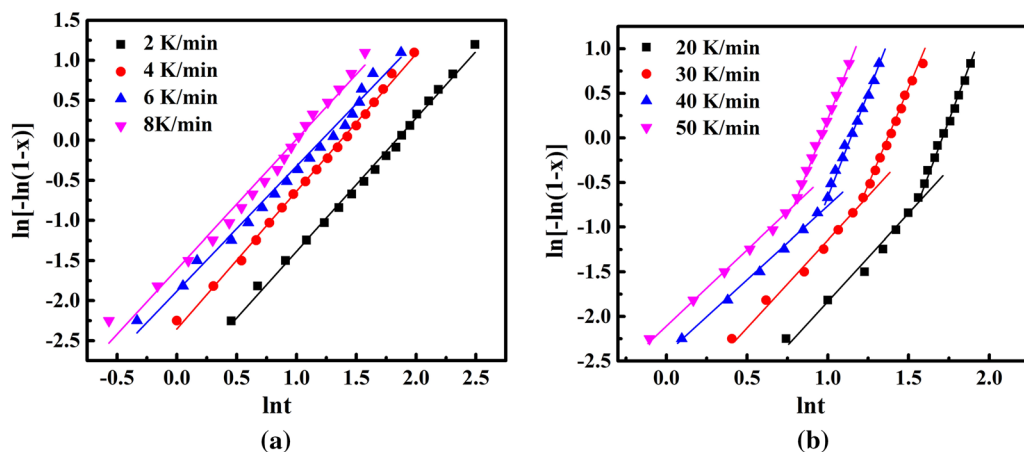 1.5
1.0
0.5
0.0
-0.5
-1.0
-1.5
-2.0
-2.5
ln[-ln(1-x)]
2 K/min
4 K/min
6 K/min
8K/min
-0.5 0.0 0.5 1.0 1.5 2.0 2.5
lnt
(a)
1.0
0.5
0.0
-0.5
-1.0
-1.5
-2.0
-2.5
ln[-ln(1-x)]
20 K/min
30 K/min
40 K/min
50 K/min
0.0 0.5 1.0 1.5 2.0
lnt
(b)